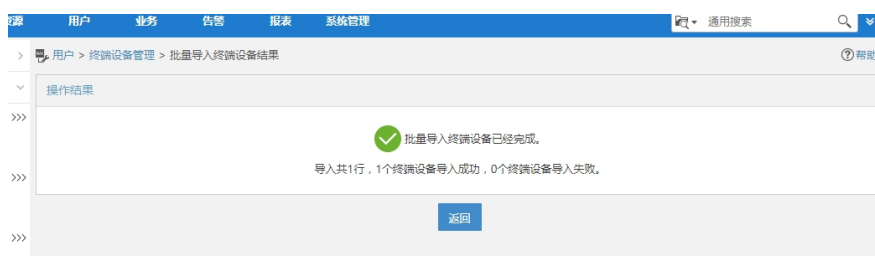 资源 用户 业务 告警 报表 系统管理 通用搜索
用户 > 终端设备管理 > 批量导入终端设备结果 帮助
操作结果
批量导入终端设备已经完成。
导入共1行，1个终端设备导入成功，0个终端设备导入失败。
返回